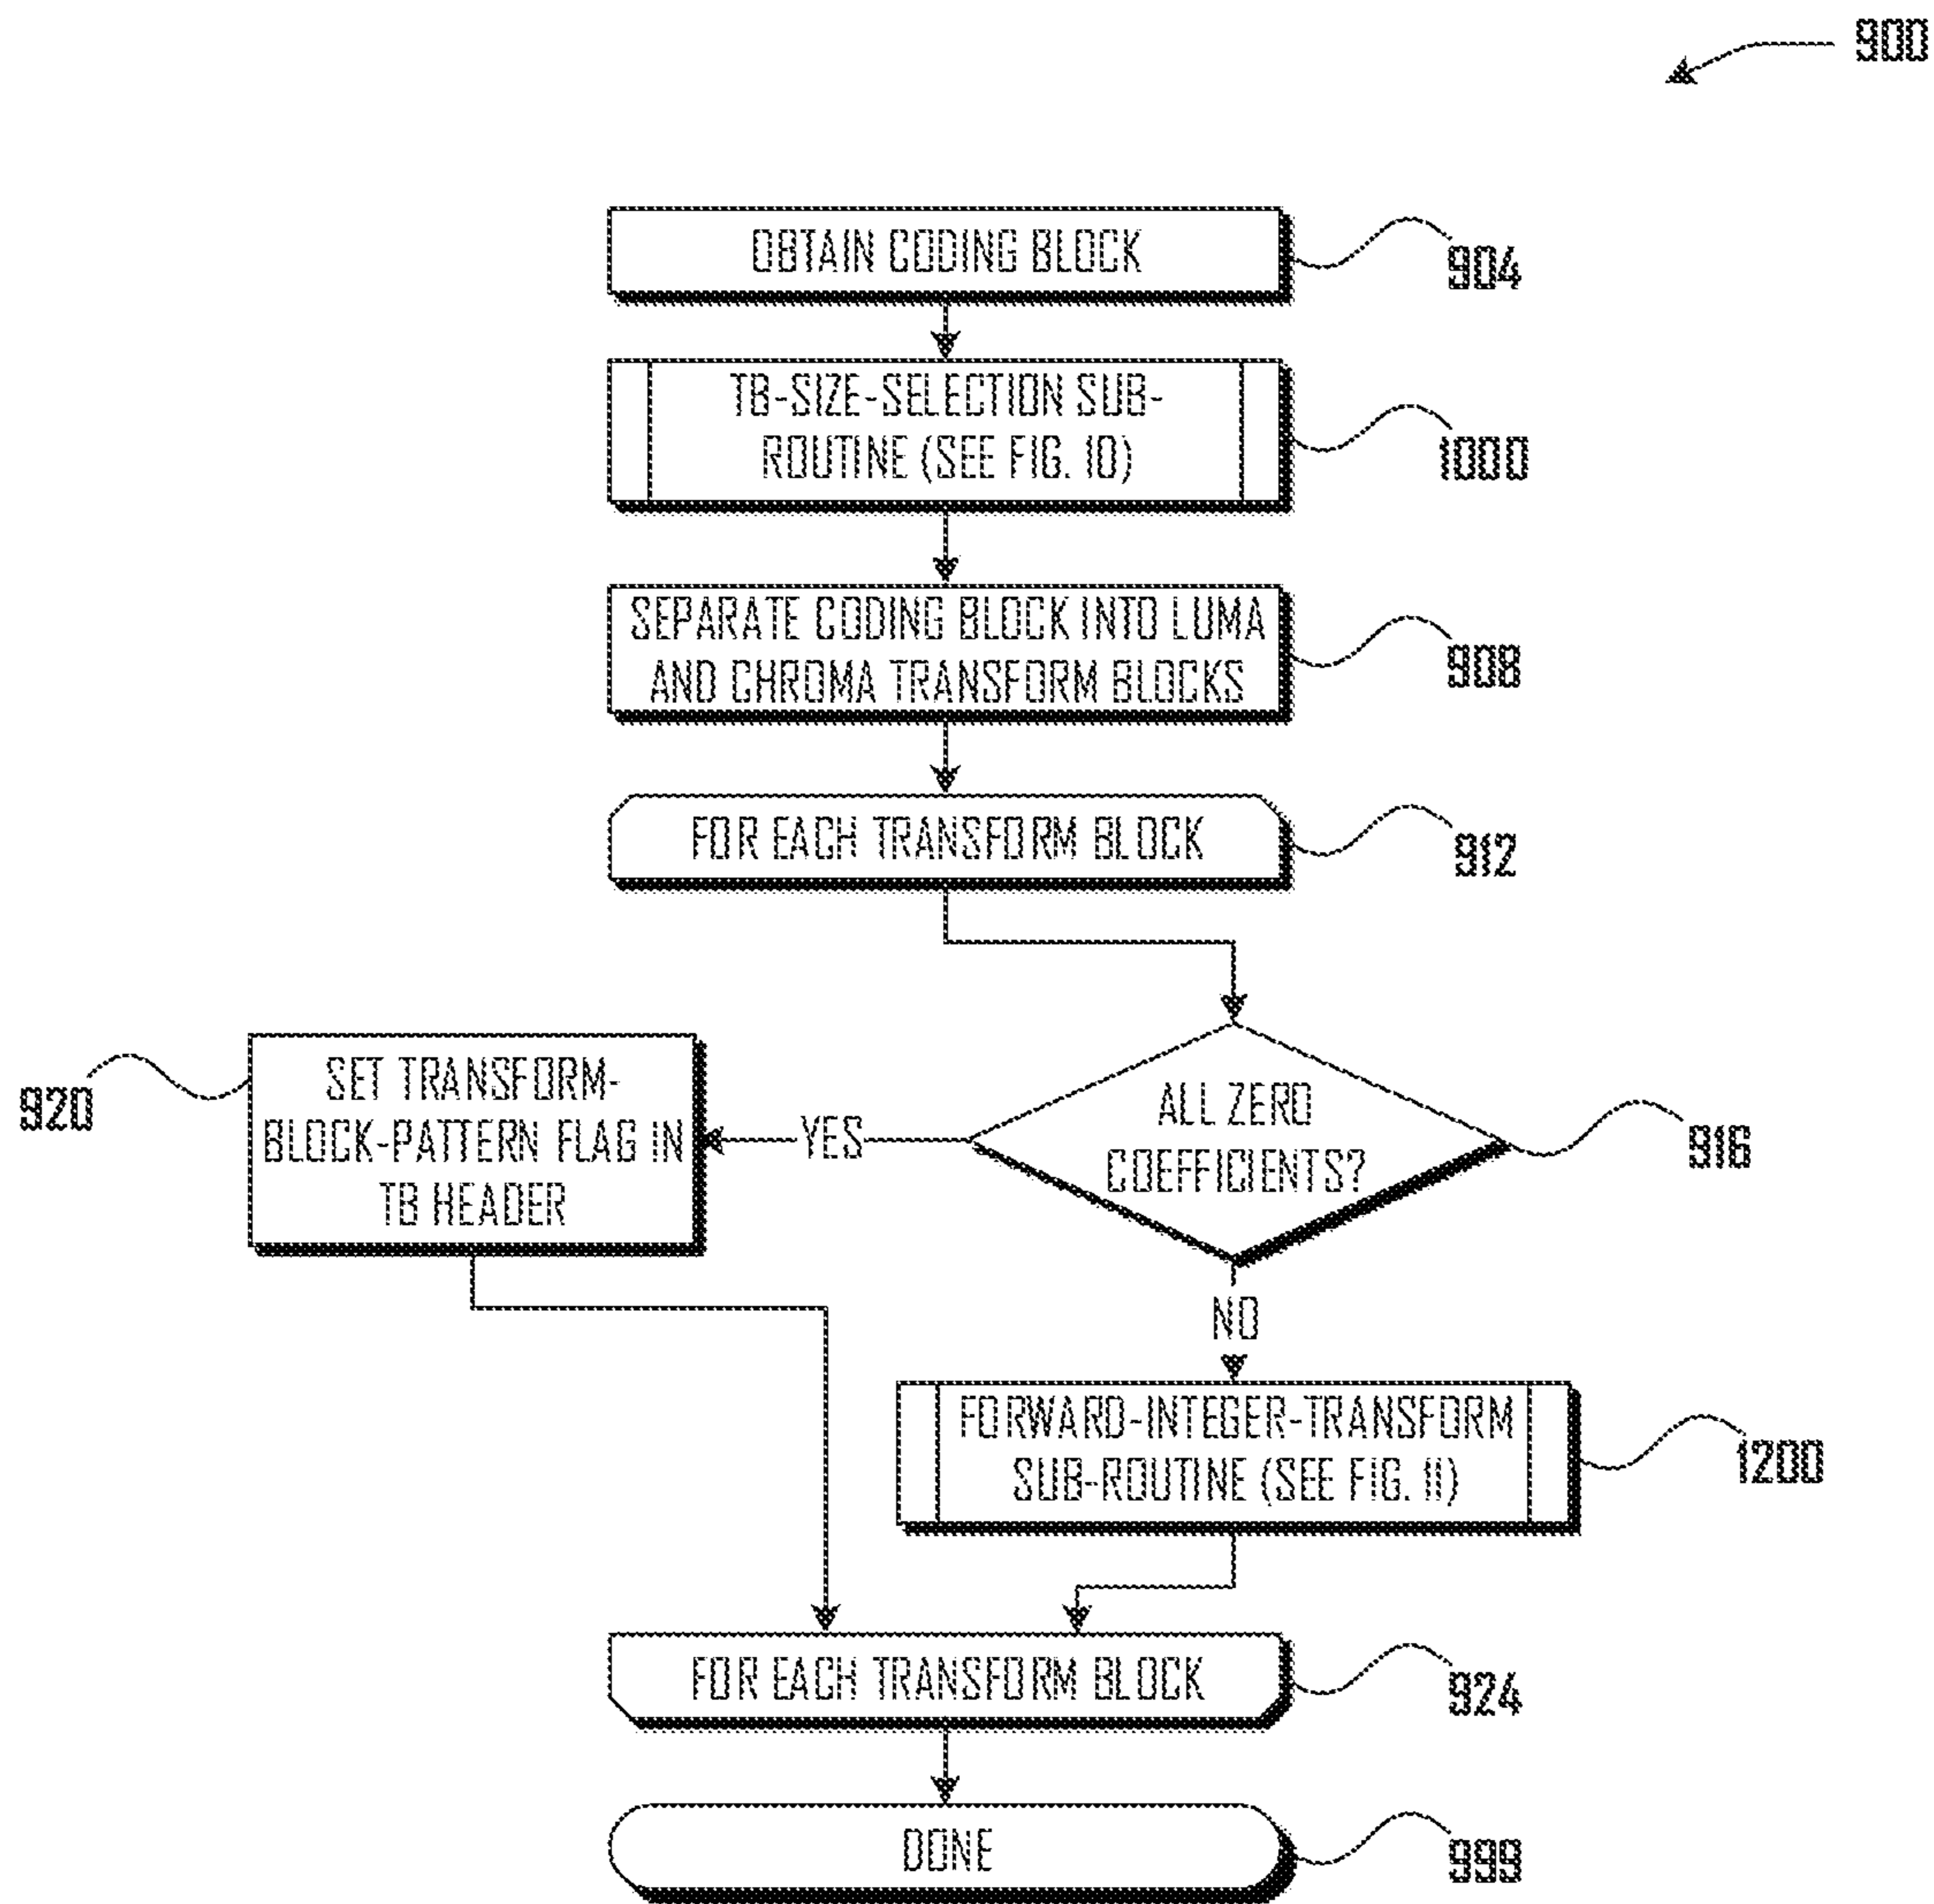 900
OBTAIN CODING BLOCK
904
TB-SIZE-SELECTION SUB-
ROUTINE (SEE FIG. 10)
1000
SEPARATE CODING BLOCK INTO LUMA
AND CHROMA TRANSFORM BLOCKS
908
FOR EACH TRANSFORM BLOCK
912
ALL ZERO
COEFFICIENTS?
916
YES
SET TRANSFORM-
BLOCK-PATTERN FLAG IN
TB HEADER
920
NO
FORWARD-INTEGER-TRANSFORM
SUB-ROUTINE (SEE FIG. 11)
1200
FOR EACH TRANSFORM BLOCK
924
DONE
999